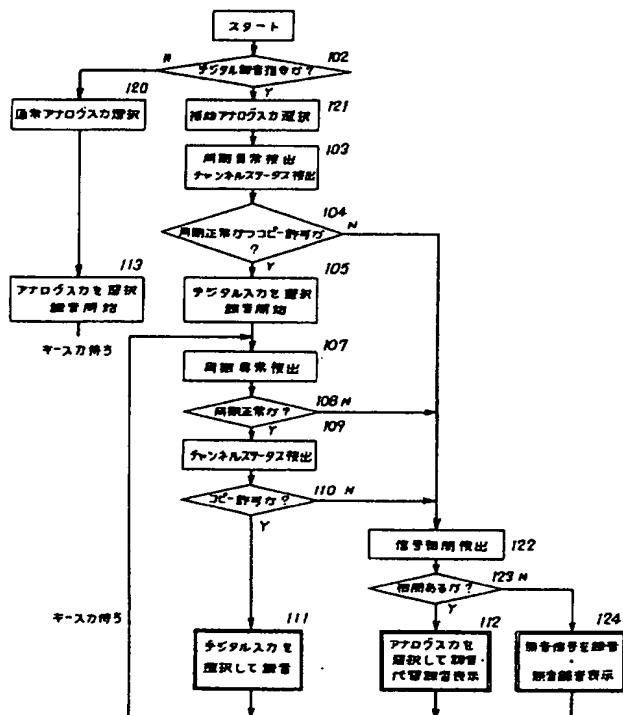 スタート
102
N
デジタル録音指令か?
120
Y
121
通常アナログ入力選択
補助アナログ入力選択
103
同期異常検出
チャンネルステータス検出
104
N
同期正常かつコピー許可か
?
Y
113
105
アナログ入力を選択
録音開始
デジタル入力を選択
録音開始
キー入力待ち
107
同期異常検出
108 N
同期正常か?
Y
109
チャンネルステータス検出
110 N
コピー許可か?
Y
信号相関検出
122
123 N
相関あるか?
Y
キー入力待ち
111
112
124
デジタル入力を
選択して録音
アナログ入力を
選択して録音・
代替録音表示
無音信号を録音
・
無音録音表示